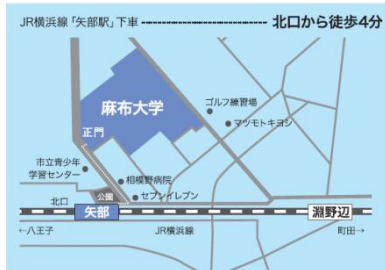 JR横浜線「矢部駅」下車 北口から徒歩4分
麻布大学
ゴルフ練習場
マツモトキヨシ
正門
市立青少年
学習センター
相模野病院
セブンイレブン
公園
北口
矢部
淵野辺
←八王子 JR横浜線 町田→